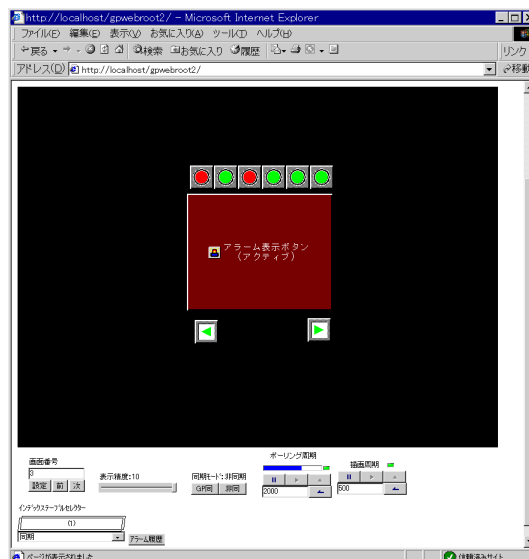 http://localhost/gpwebroot2/ - Microsoft Internet Explorer
ファイル(F) 編集(E) 表示(V) お気に入り(A) ツール(T) ヘルプ(H)
戻る 検索 お気に入り 履歴 リンク
アドレス(D) http://localhost/gpwebroot2/ 移動
アラーム表示ボタン
(アクティブ)
画面番号
3
設定 前 次
表示精度:10
同期モード:非同期
GP同 非同
ポーリング周期
2000
描画周期
500
インデックステーブルセレクター
(1)
同期
アラーム履歴
ページが表示されました 信頼済みサイト